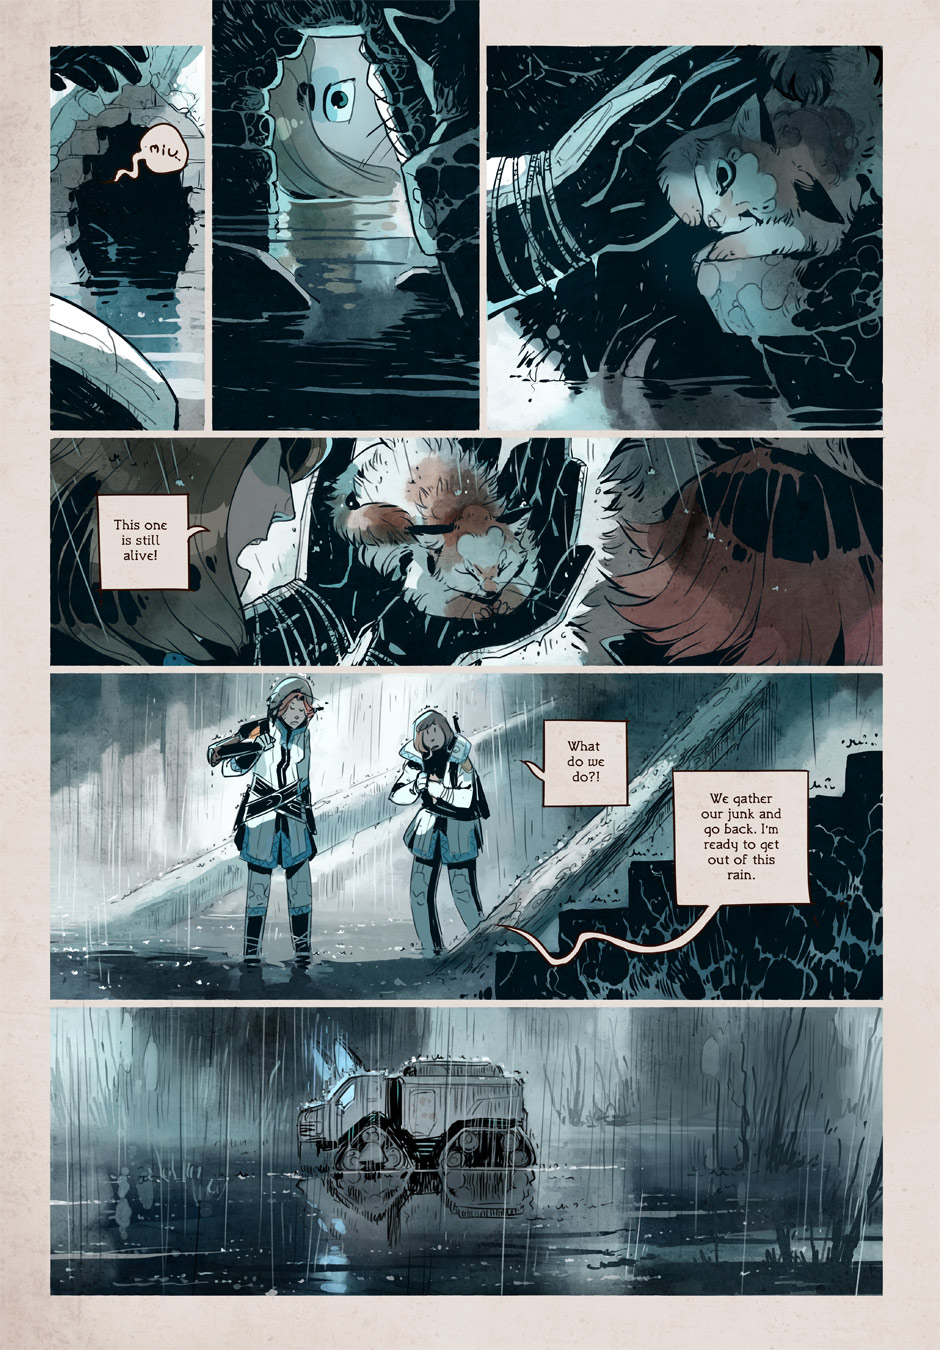 miu
This one
is still
alive!
What
do we
do?!
We gather
our junk and
go back. I'm
ready to get
out of this
rain.